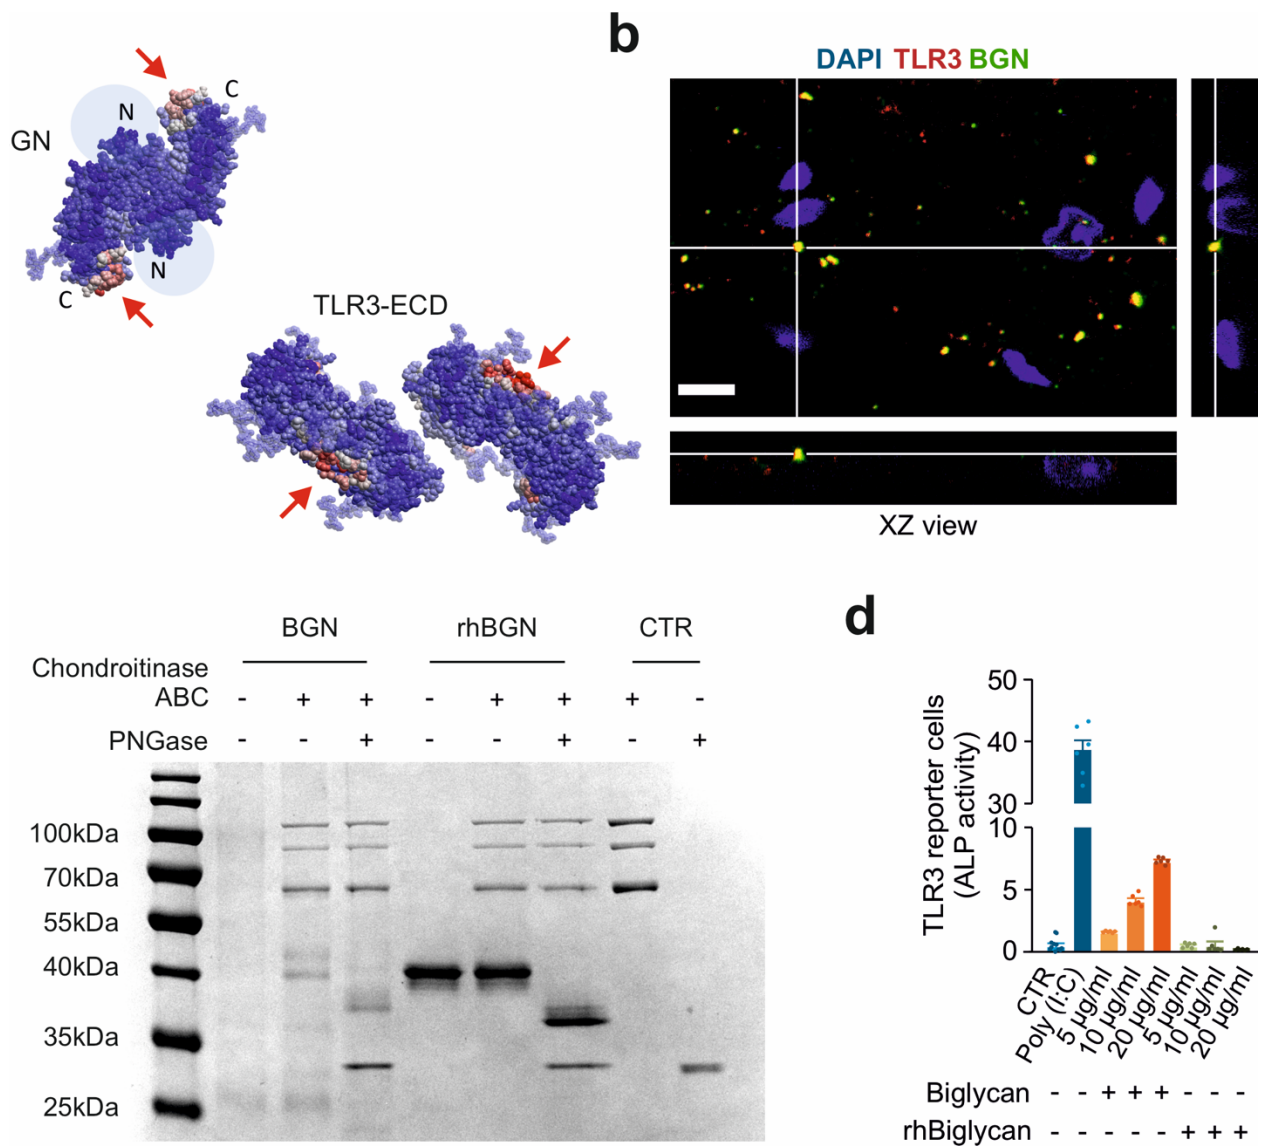 b
DAPI TLR3 BGN
C
N
GN
N
C
TLR3-ECD
XZ view
d
BGN rhBGN CTR
Chondroitinase
ABC - + + - + + + -
PNGase - - + - - + - +
100kDa
70kDa
55kDa
40kDa
35kDa
25kDa
TLR3 reporter cells
(ALP activity)
50
40
30
10
5
0
CTR
Poly (I:C)
5 µg/ml
10 µg/ml
20 µg/ml
5 µg/ml
10 µg/ml
20 µg/ml
Biglycan - - + + + - - -
rhBiglycan - - - - - + + +